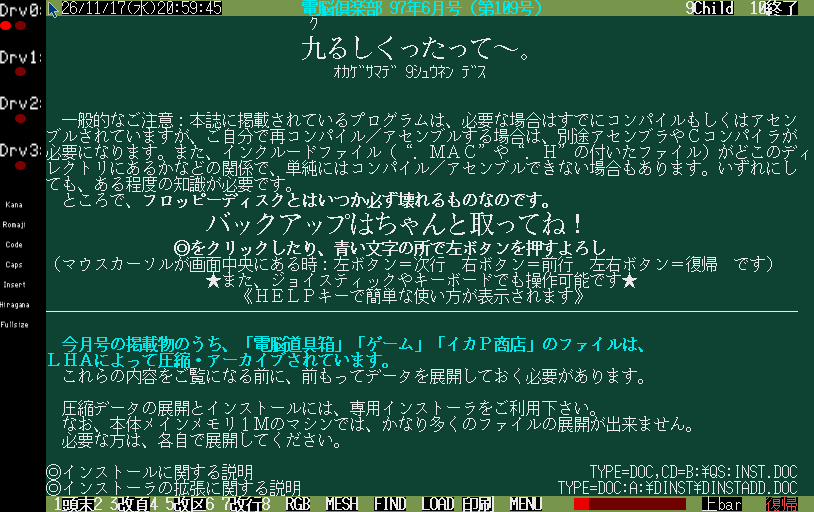 Drv0: 26/11/17(水)20:59:45 電脳倶楽部 97年6月号(第109号) 9Child 10終了
ク
九るしくったって～。
ｵｶｹﾞｻﾏﾃﾞ 9ｼｭｳﾈﾝ ﾃﾞｽ
Drv1:
Drv2:
Drv3:
Kana
Romaji
Code
Caps
Insert
Hiragana
Fullsize
一般的なご注意：本誌に掲載されているプログラムは、必要な場合はすでにコンパイルもしくはアセン
ブルされていますが、ご自分で再コンパイル／アセンブルする場合は、別途アセンブラやＣコンパイラが
必要になります。また、インクルードファイル（“．ＭＡＣ”や“．Ｈ”の付いたファイル）がどこのディ
レクトリにあるかなどの関係で、単純にはコンパイル／アセンブルできない場合もあります。いずれにし
ても、ある程度の知識が必要です。
ところで、フロッピーディスクとはいつか必ず壊れるものなのです。
バックアップはちゃんと取ってね！
◎をクリックしたり、青い文字の所で左ボタンを押すよろし
（マウスカーソルが画面中央にある時：左ボタン＝次行　右ボタン＝前行　左右ボタン＝復帰　です）
★また、ジョイスティックやキーボードでも操作可能です★
《ＨＥＬＰキーで簡単な使い方が表示されます》
今月号の掲載物のうち、「電脳道具箱」「ゲーム」「イカＰ商店」のファイルは、
ＬＨＡによって圧縮・アーカイブされています。
これらの内容をご覧になる前に、前もってデータを展開しておく必要があります。
圧縮データの展開とインストールには、専用インストーラをご利用下さい。
なお、本体メインメモリ１Ｍのマシンでは、かなり多くのファイルの展開が出来ません。
必要な方は、各自で展開してください。
◎インストールに関する説明 TYPE=DOC,CD=B:¥QS:INST.DOC
◎インストーラの拡張に関する説明 TYPE=DOC:A:¥DINST¥DINSTADD.DOC
1頭末2 3改頁4 5改区6 7改行8 RGB MESH FIND LOAD 印刷 MENU 上bar 復帰